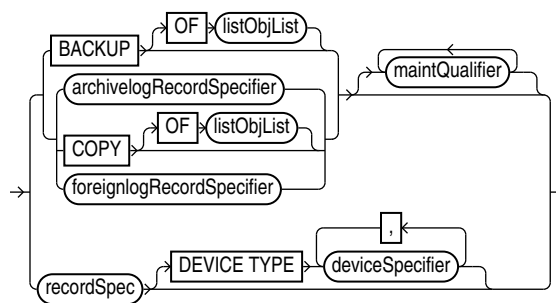 OF listObjList
BACKUP
maintQualifier
archivelogRecordSpecifier
OF listObjList
COPY
foreignlogRecordSpecifier
,
DEVICE TYPE deviceSpecifier
recordSpec